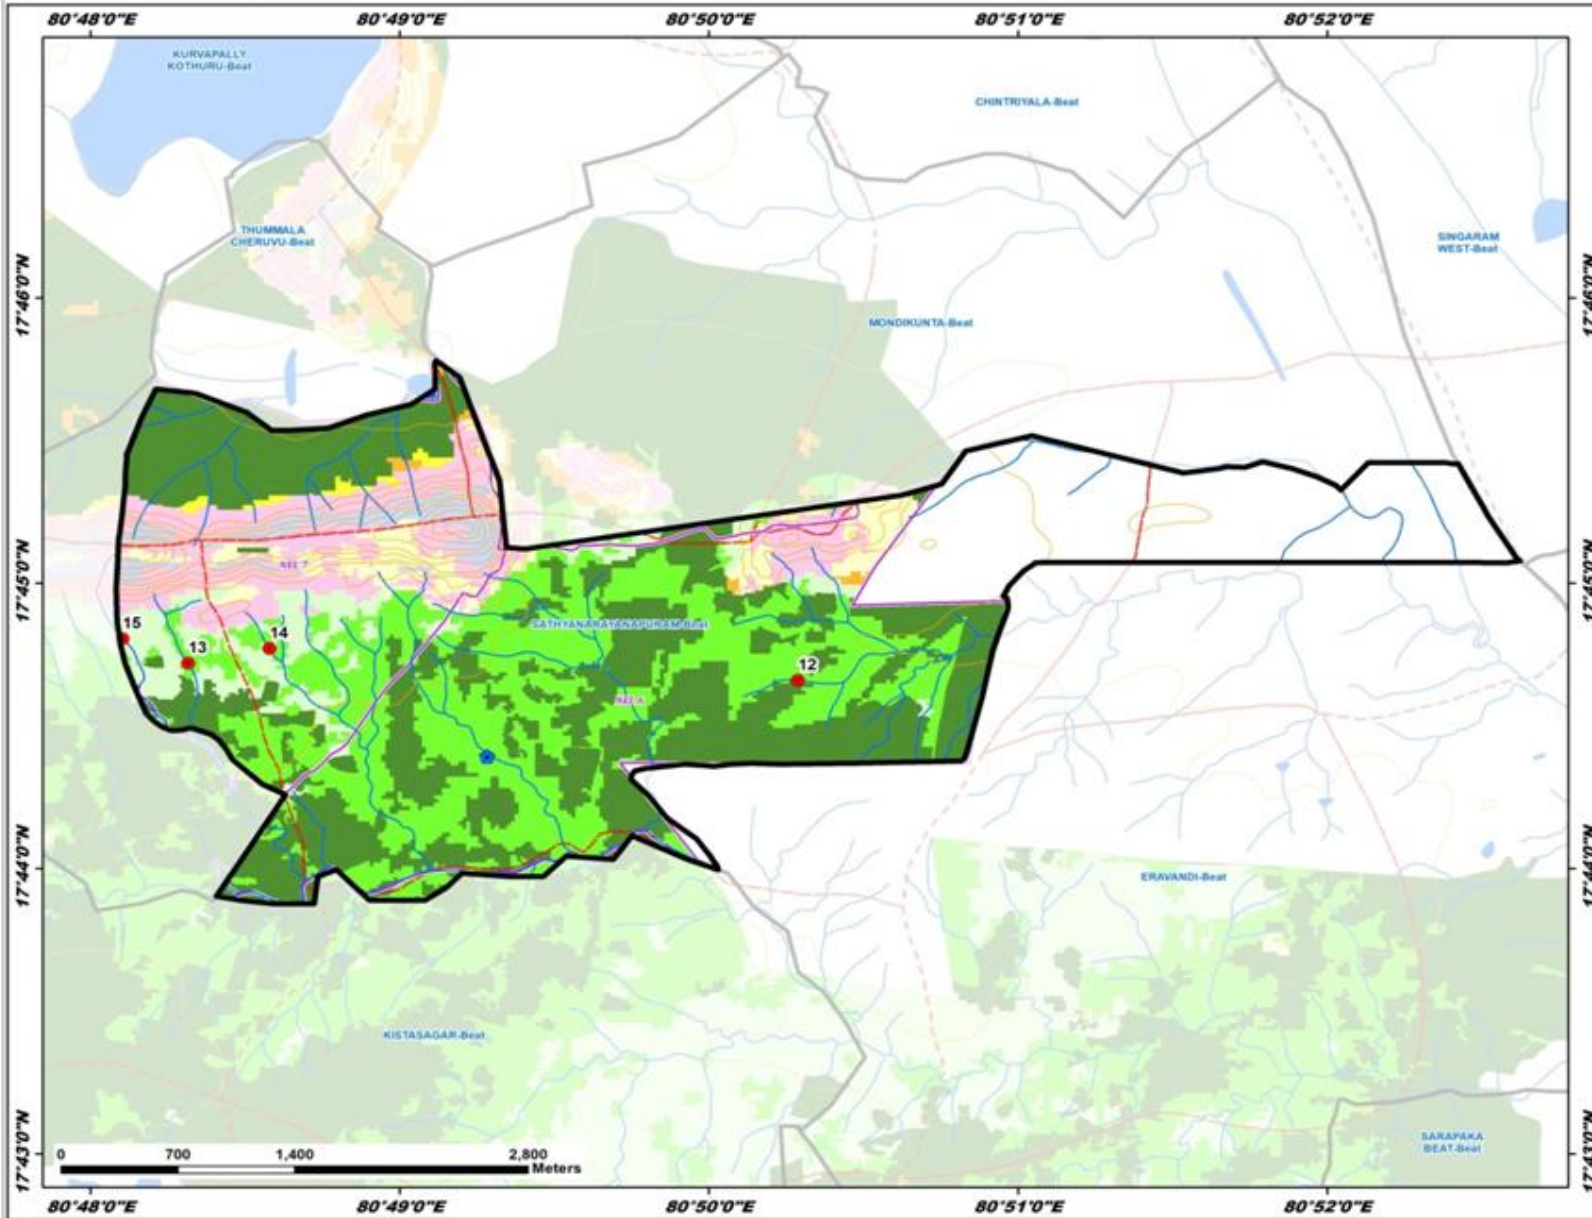 80°48'0"E 80°49'0"E 80°50'0"E 80°51'0"E 80°52'0"E
KURVAPALLY
KOTHURU-Beat
CHINTRIYALA-Beat
THUMMALA
CHERUVU-Beat
SINGARAM
WEST-Beat
17°46'0"N 17°46'0"N
MONDIKUNTA-Beat
17°45'0"N 17°45'0"N
SATHYANARAYANAPURAM-Beat
15
13
14
12
17°44'0"N 17°44'0"N
ERAVANDI-Beat
KISTASAGAR-Beat
SARAPAKA
BEAT-Beat
17°43'0"N 17°43'0"N
0 700 1,400 2,800
Meters
80°48'0"E 80°49'0"E 80°50'0"E 80°51'0"E 80°52'0"E